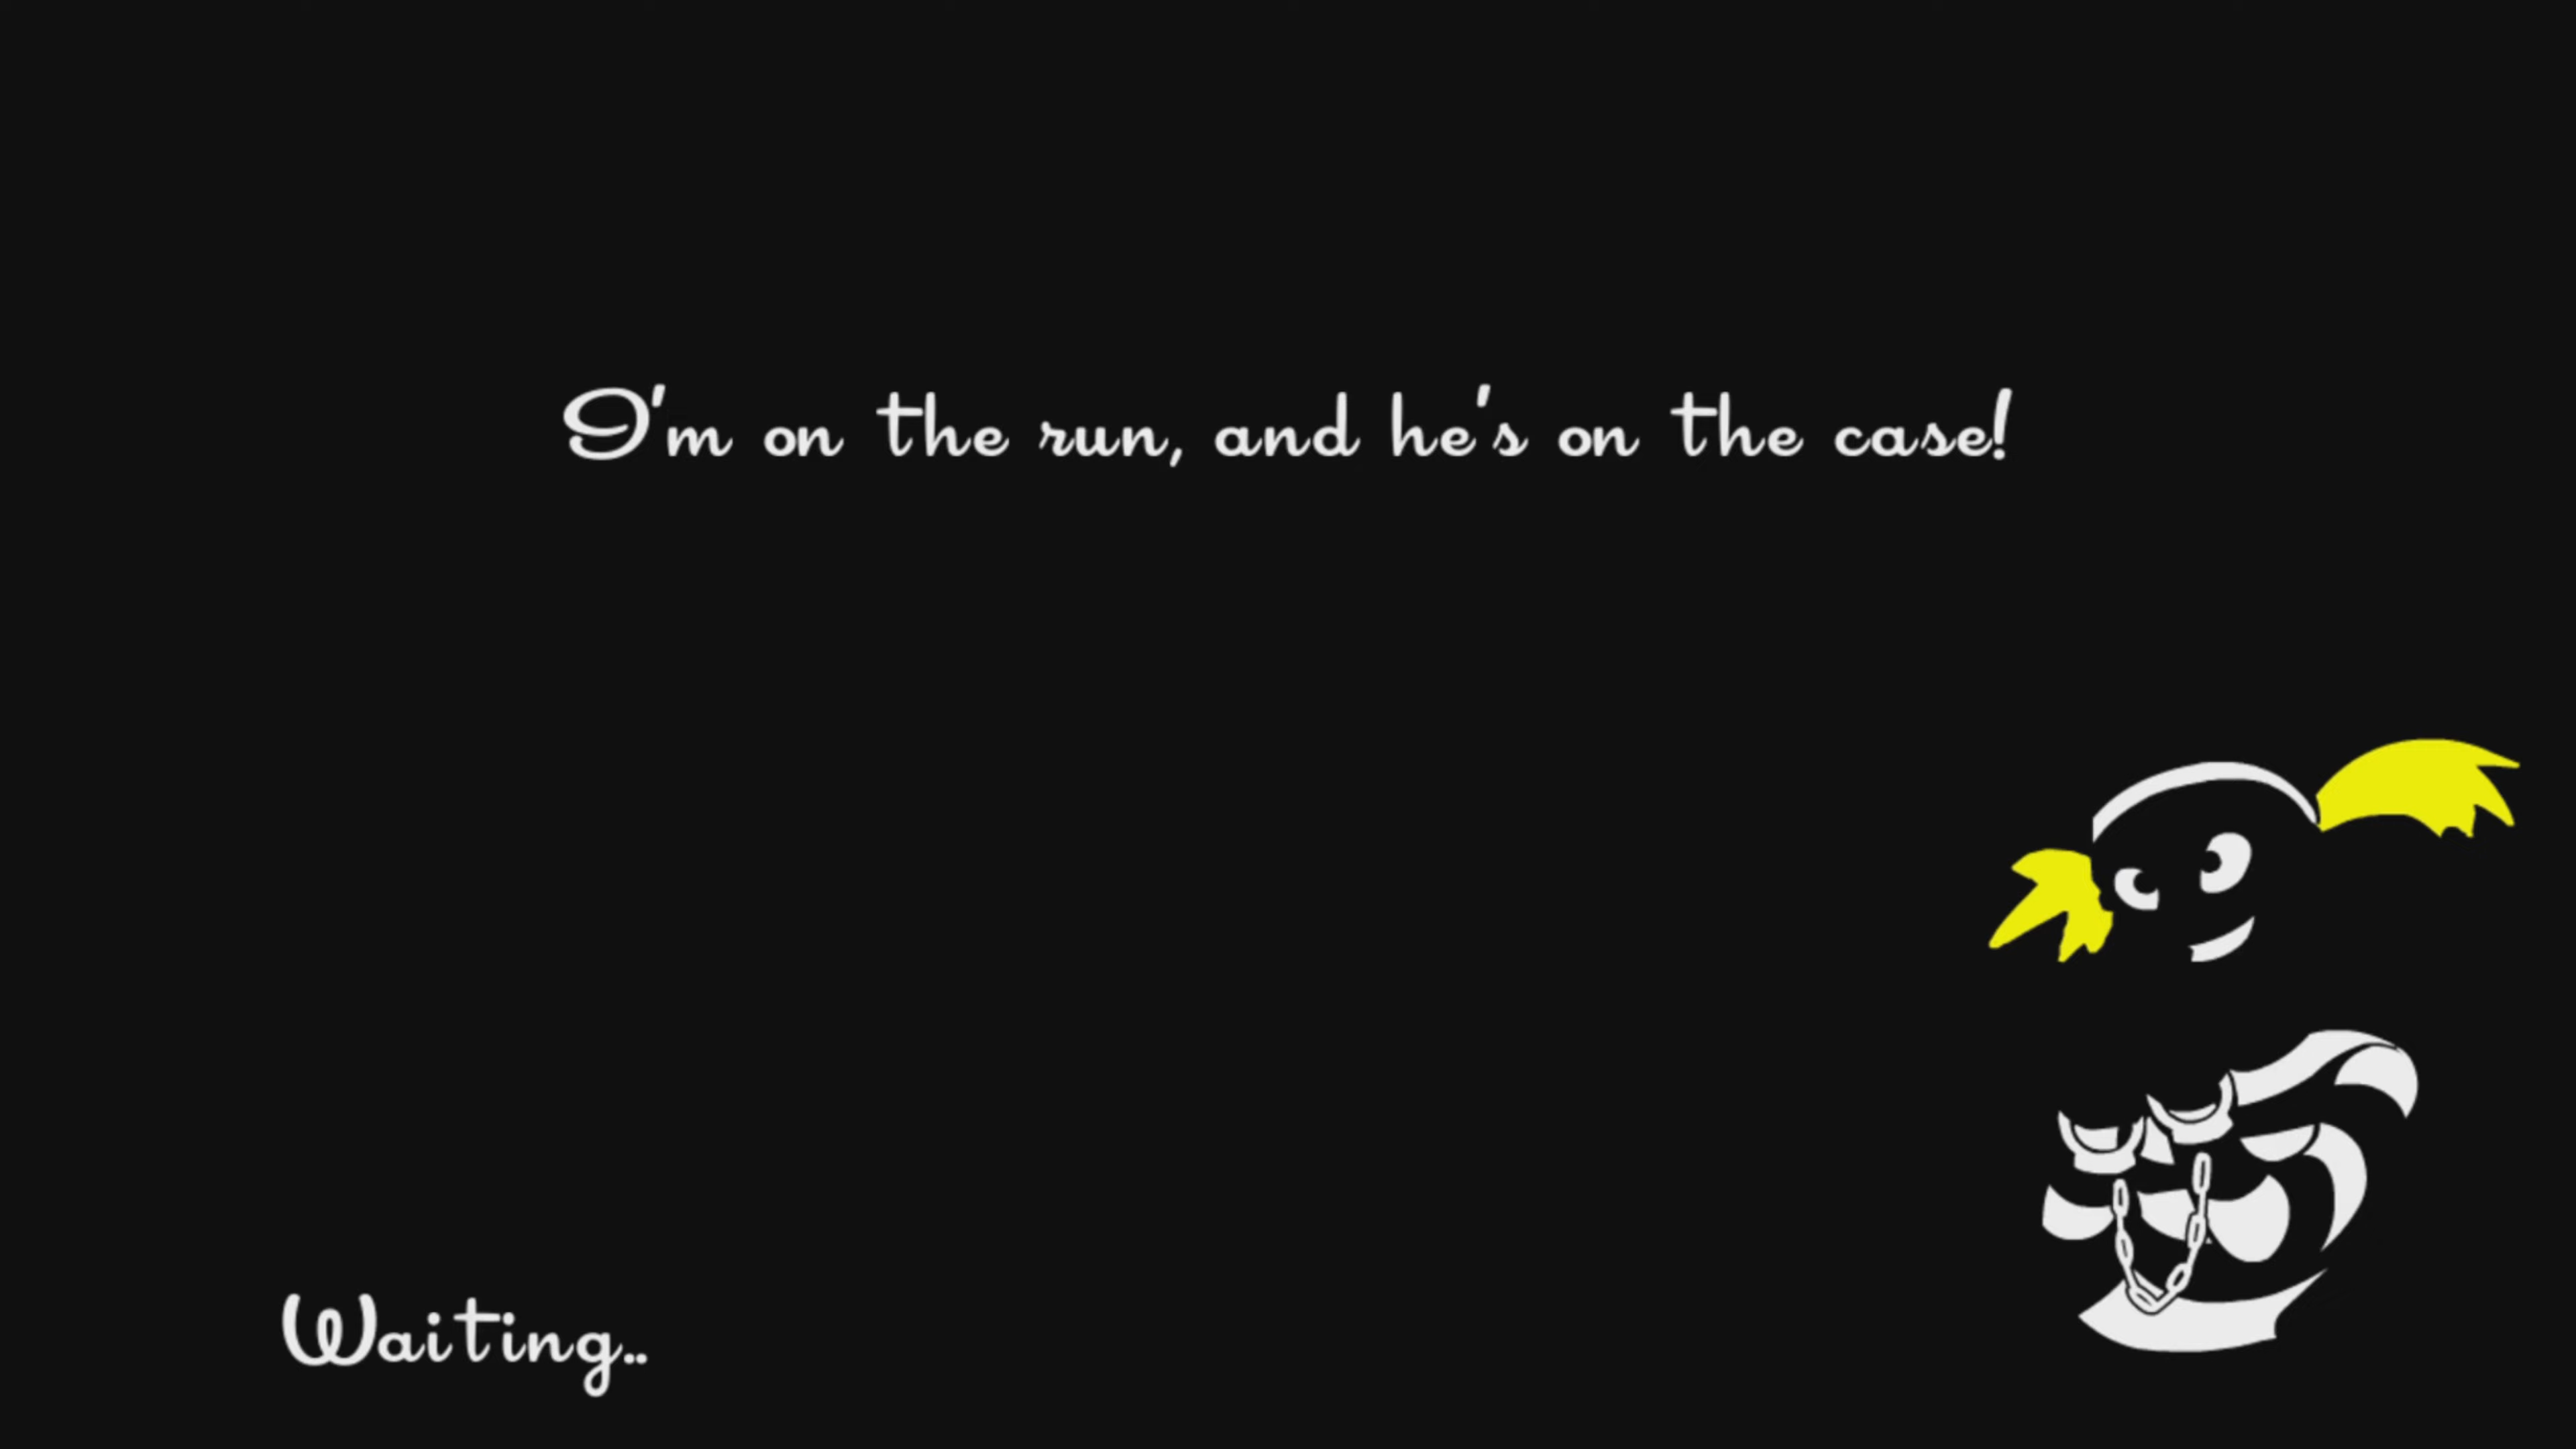 I'm on the run, and he's on the case!
Waiting..